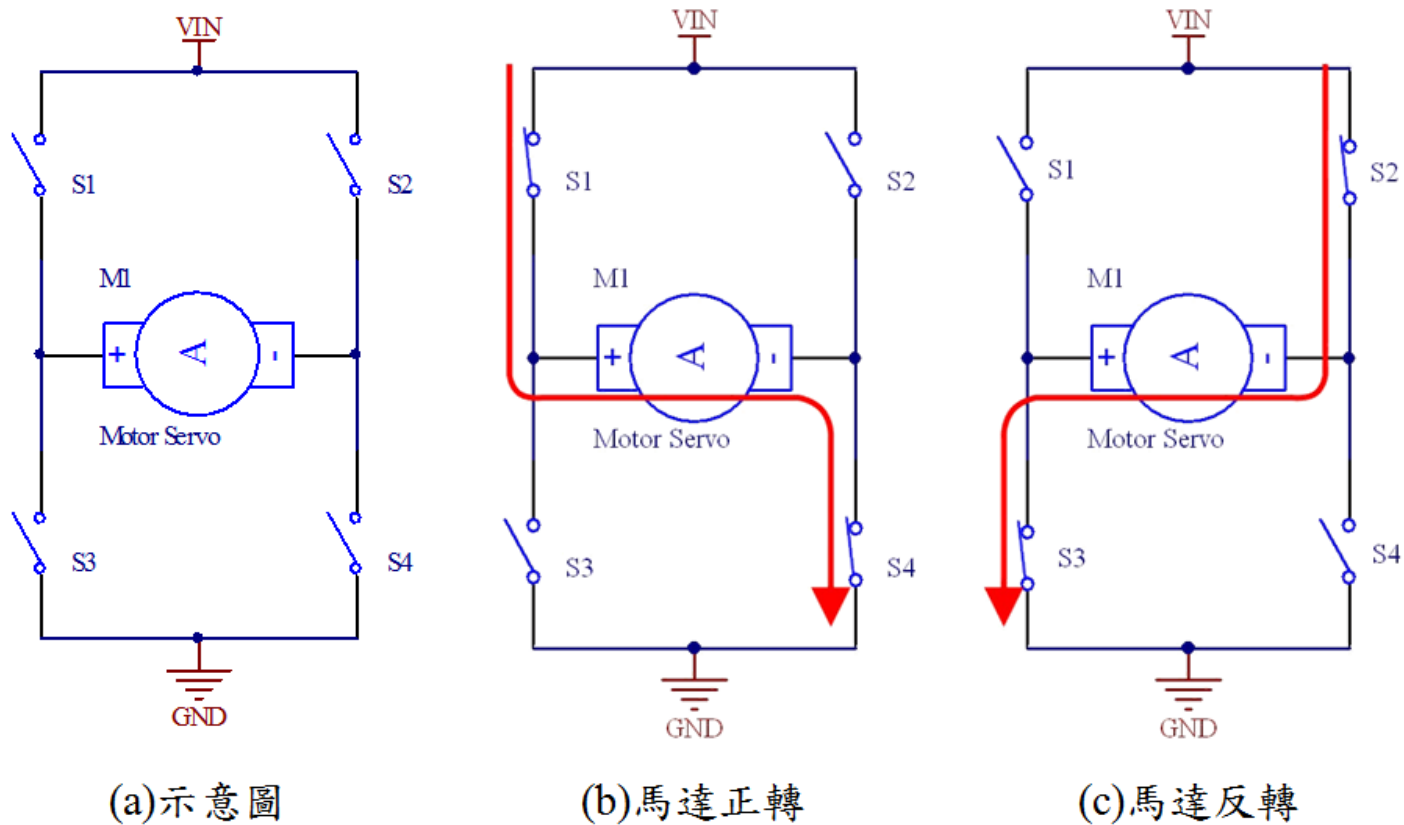 VIN
S1
S2
M1
+
A
-
Motor Servo
S3
S4
GND
(a)示意圖
VIN
S1
S2
M1
+
A
-
Motor Servo
S3
S4
GND
(b)馬達正轉
VIN
S1
S2
M1
+
A
-
Motor Servo
S3
S4
GND
(c)馬達反轉